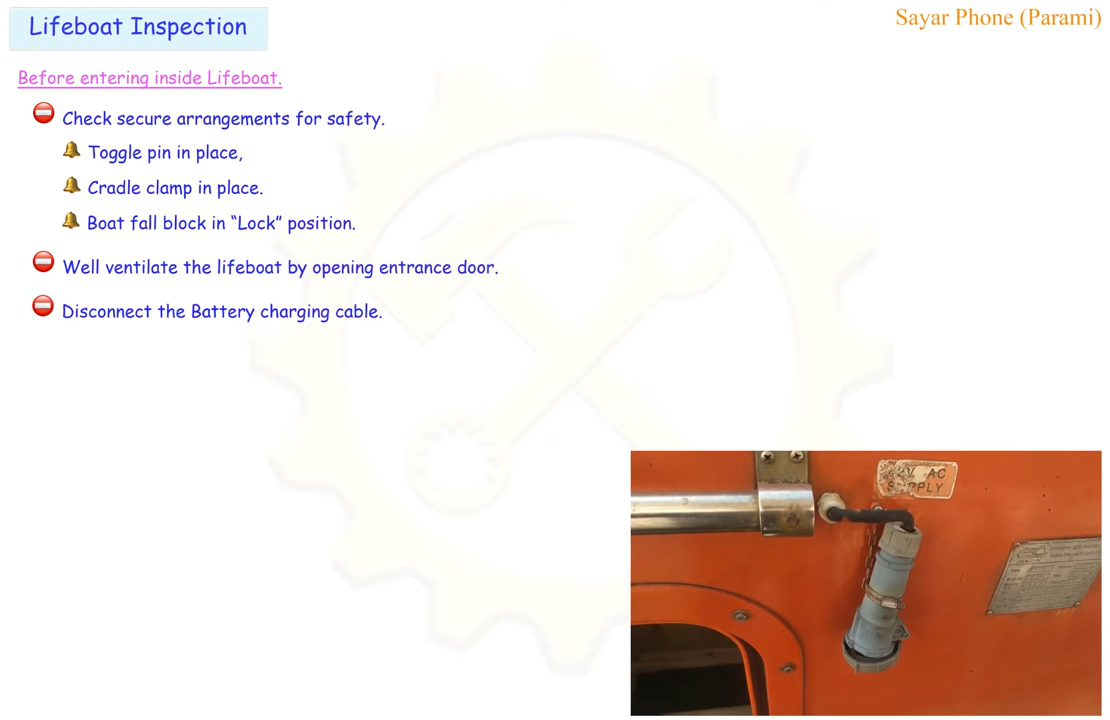 Lifeboat Inspection
Sayar Phone (Parami)
Before entering inside Lifeboat.
Check secure arrangements for safety.
Toggle pin in place,
Cradle clamp in place.
Boat fall block in “Lock” position.
Well ventilate the lifeboat by opening entrance door.
Disconnect the Battery charging cable.
AC